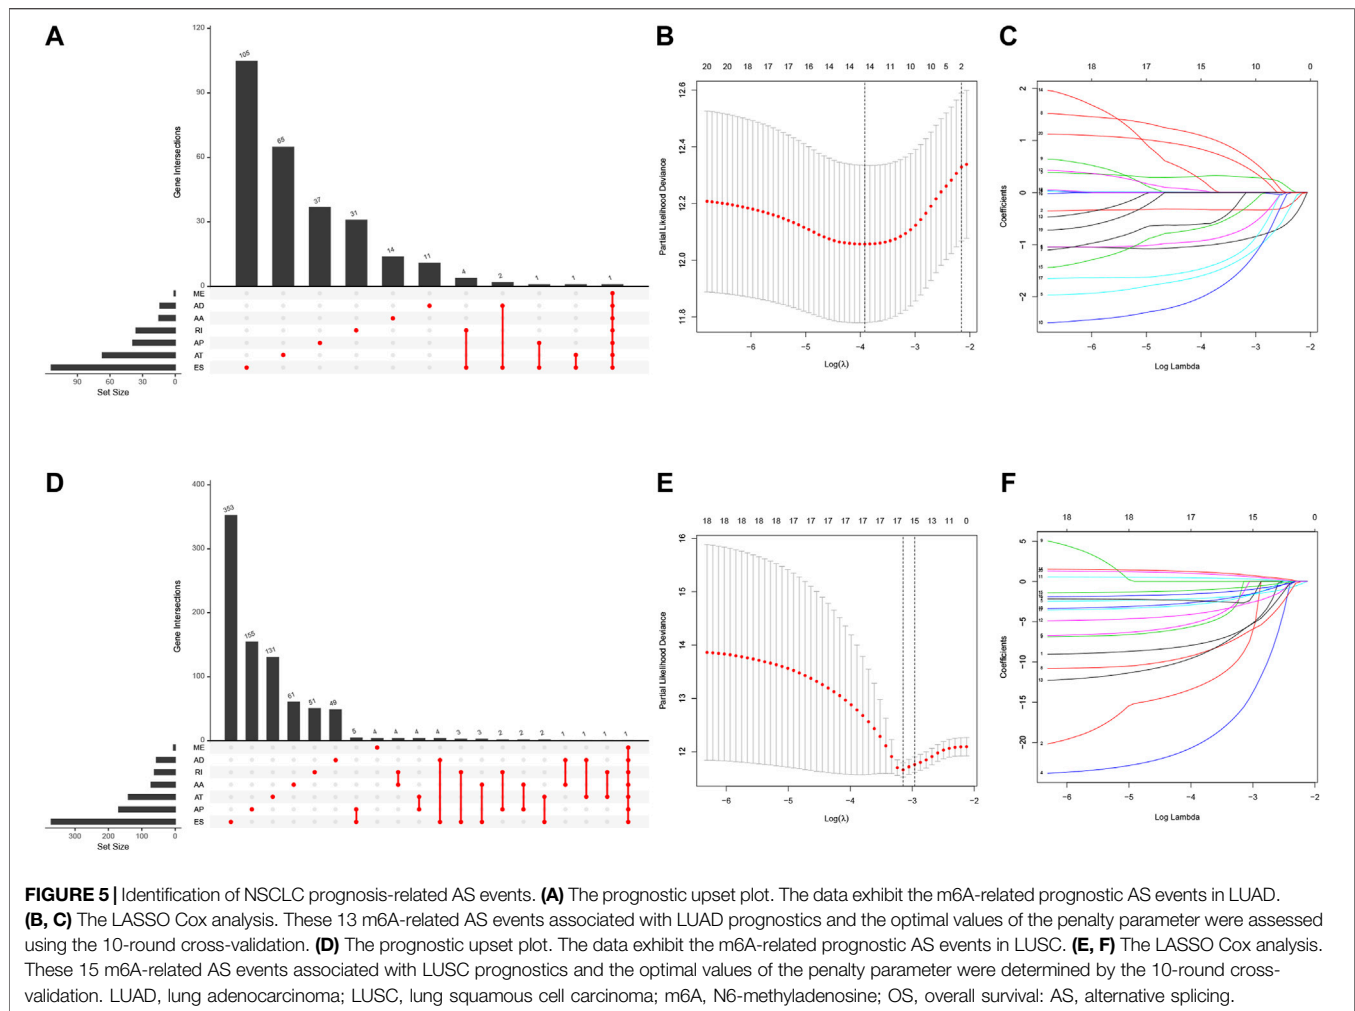 A
120
90
60
30
0
Gene Intersections
105
65
37
31
14
11
4
2
1
1
1
ME
AD
AA
RI
AP
AT
ES
90 60 30 0
Set Size
B
20 20 18 17 17 16 14 14 14 11 10 10 5 2
12.6
12.4
12.2
12.0
11.8
Partial Likelihood Deviance
−6 −5 −4 −3 −2
Log(λ)
C
18 17 15 10 0
2
1
0
−1
−2
Coefficients
−6 −5 −4 −3 −2
Log Lambda
D
400
300
200
100
0
Gene Intersections
353
155
131
61
51
49
5
4
4
4
4
3
3
2
2
2
1
1
1
1
ME
AD
RI
AA
AT
AP
ES
300 200 100 0
Set Size
E
18 18 18 18 18 17 17 17 17 17 17 17 15 13 11 0
16
15
14
13
12
Partial Likelihood Deviance
−6 −5 −4 −3 −2
Log(λ)
F
18 18 17 15 0
5
0
−5
−10
−15
−20
Coefficients
−6 −5 −4 −3 −2
Log Lambda
FIGURE 5 | Identification of NSCLC prognosis-related AS events. (A) The prognostic upset plot. The data exhibit the m6A-related prognostic AS events in LUAD.
(B, C) The LASSO Cox analysis. These 13 m6A-related AS events associated with LUAD prognostics and the optimal values of the penalty parameter were assessed
using the 10-round cross-validation. (D) The prognostic upset plot. The data exhibit the m6A-related prognostic AS events in LUSC. (E, F) The LASSO Cox analysis.
These 15 m6A-related AS events associated with LUSC prognostics and the optimal values of the penalty parameter were determined by the 10-round cross-
validation. LUAD, lung adenocarcinoma; LUSC, lung squamous cell carcinoma; m6A, N6-methyladenosine; OS, overall survival: AS, alternative splicing.